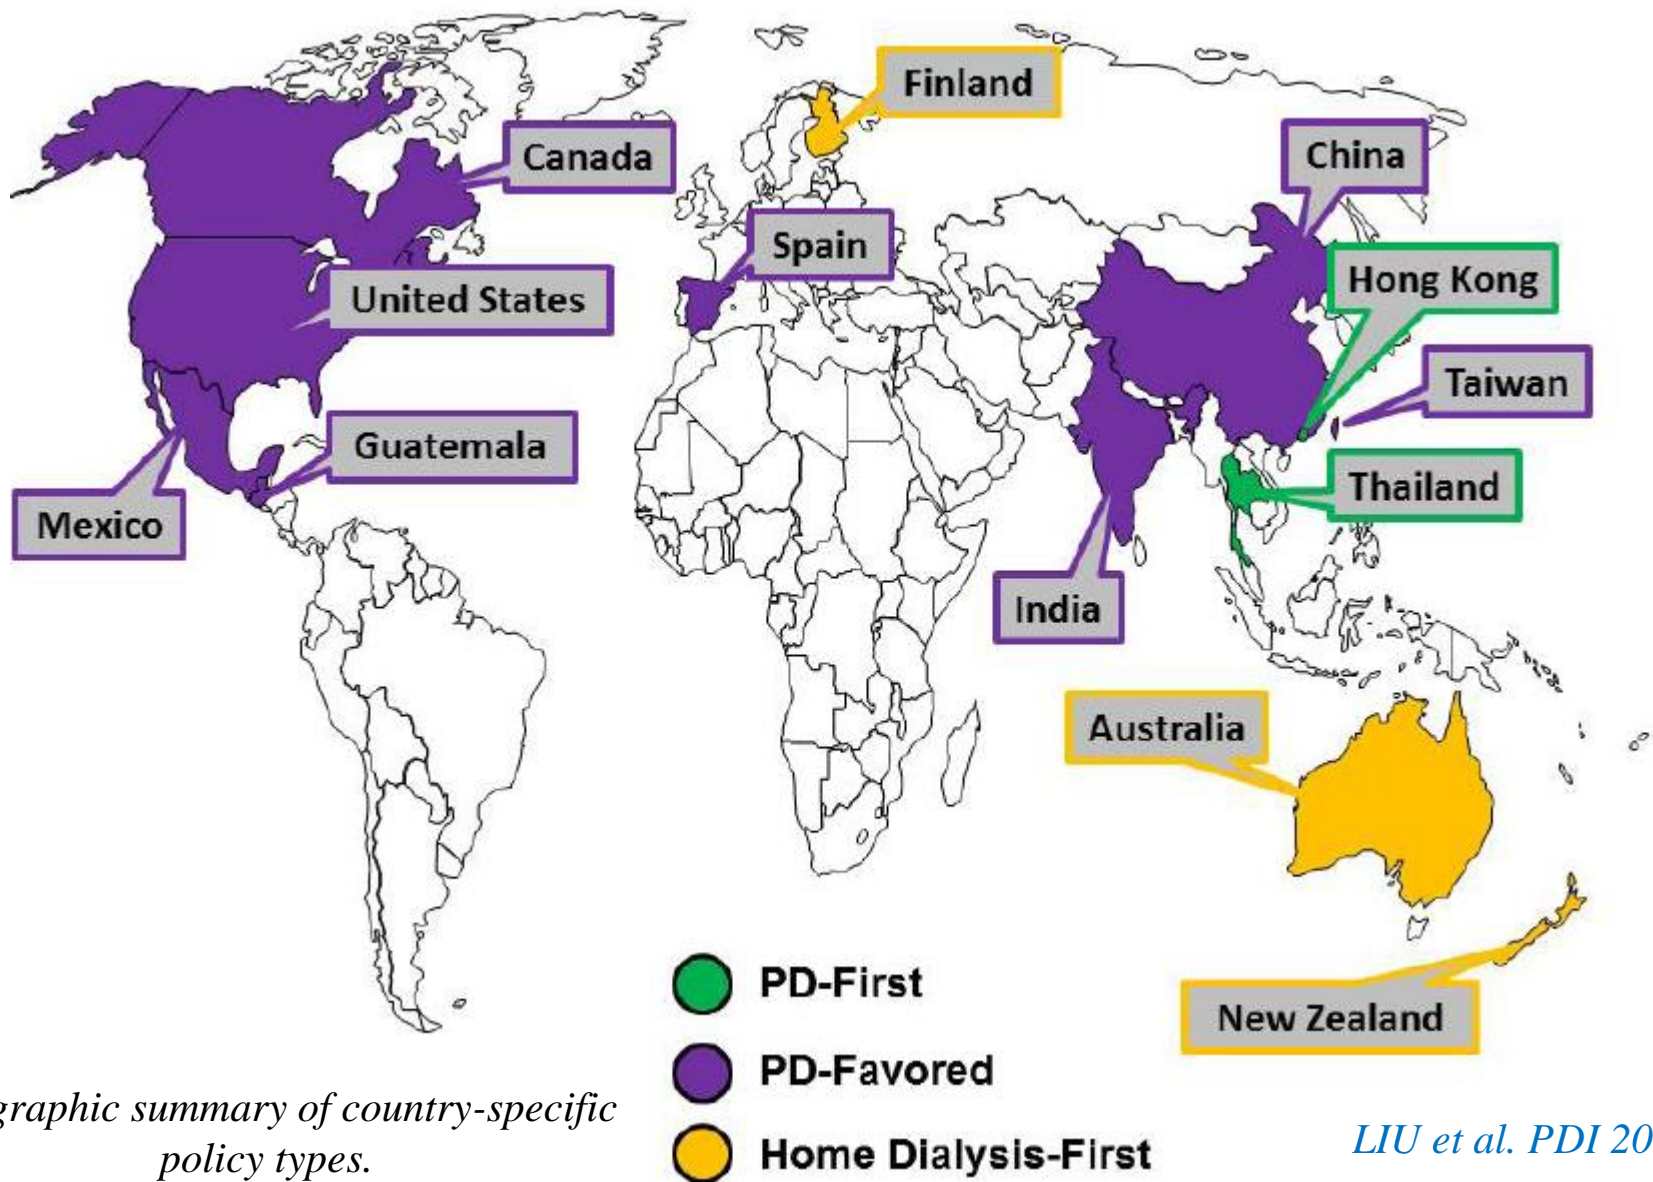 Finland
Canada
China
Spain
Hong Kong
United States
Taiwan
Guatemala
Thailand
Mexico
India
Australia
New Zealand
PD-First
PD-Favored
Home Dialysis-First
graphic summary of country-specific
policy types.
LIU et al. PDI 20